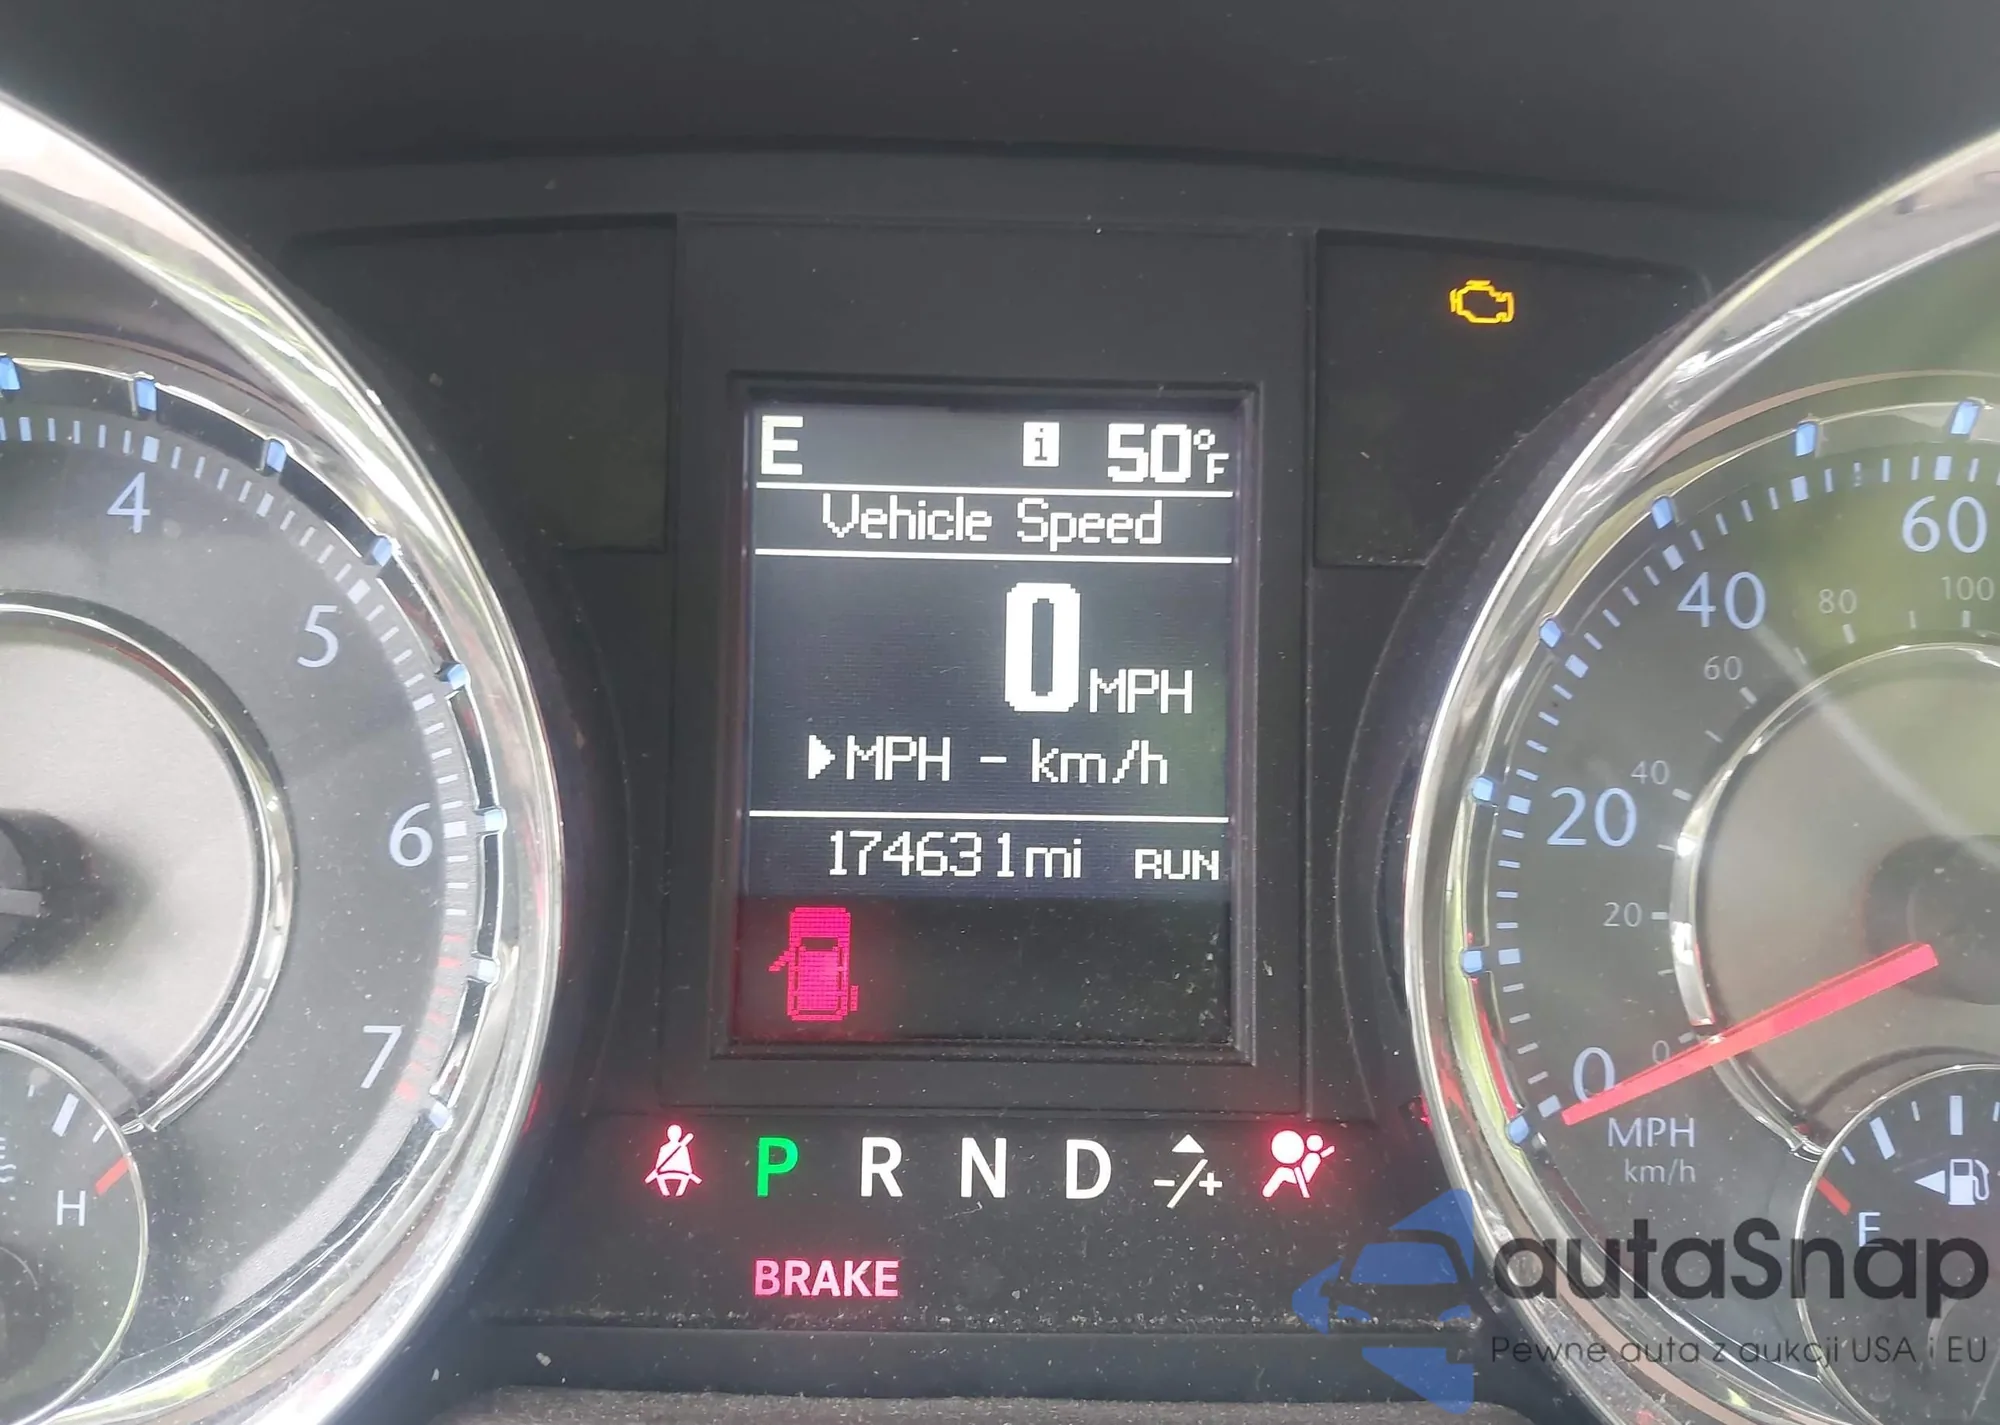 E i 50°F
Vehicle Speed
0 MPH
▶MPH - km/h
174631mi RUN
4
5
6
7
H
60
40
80
100
60
20
40
20
0
0
MPH
km/h
E
P R N D -/+
BRAKE
autaSnap
Pewne auta z aukcji USA i EU